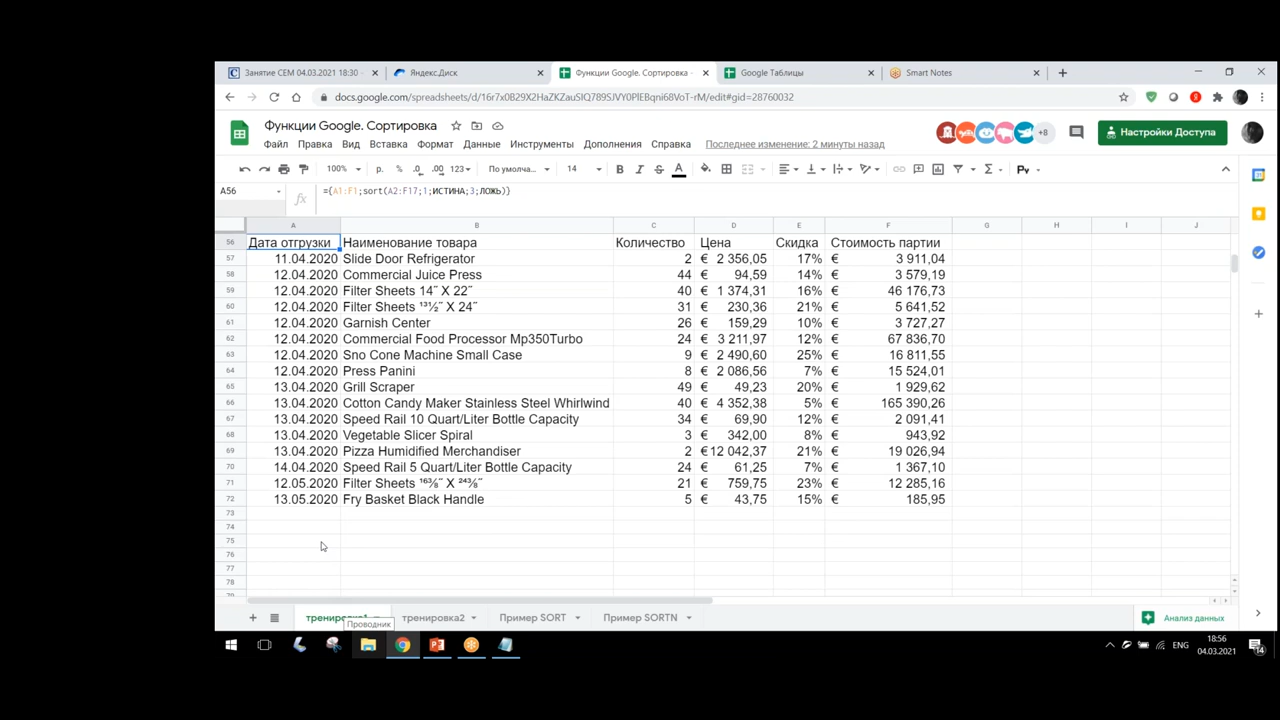 Занятие СЕМ 04.03.2021 18:30
Яндекс.Диск
Функции Google. Сортировка
Google Таблицы
Smart Notes
docs.google.com/spreadsheets/d/16r7x0B29X2HaZKZauSIQ789SJVY0PlEBqni68VoT-rM/edit#gid=28760032
Функции Google. Сортировка
+8
Настройки Доступа
Файл Правка Вид Вставка Формат Данные Инструменты Дополнения Справка Последнее изменение: 2 минуты назад
100% р. % .0 .00 123 По умолча... 14 B I S A Σ
A56 fx ={A1:F1;sort(A2:F17;1;ИСТИНА;3;ЛОЖЬ)}
A B C D E F G H I J
56 Дата отгрузки Наименование товара Количество Цена Скидка Стоимость партии
57 11.04.2020 Slide Door Refrigerator 2 € 2 356,05 17% € 3 911,04
58 12.04.2020 Commercial Juice Press 44 € 94,59 14% € 3 579,19
59 12.04.2020 Filter Sheets 14˝ X 22˝ 40 € 1 374,31 16% € 46 176,73
60 12.04.2020 Filter Sheets ¹³½˝ X 24˝ 31 € 230,36 21% € 5 641,52
61 12.04.2020 Garnish Center 26 € 159,29 10% € 3 727,27
62 12.04.2020 Commercial Food Processor Mp350Turbo 24 € 3 211,97 12% € 67 836,70
63 12.04.2020 Sno Cone Machine Small Case 9 € 2 490,60 25% € 16 811,55
64 12.04.2020 Press Panini 8 € 2 086,56 7% € 15 524,01
65 13.04.2020 Grill Scraper 49 € 49,23 20% € 1 929,62
66 13.04.2020 Cotton Candy Maker Stainless Steel Whirlwind 40 € 4 352,38 5% € 165 390,26
67 13.04.2020 Speed Rail 10 Quart/Liter Bottle Capacity 34 € 69,90 12% € 2 091,41
68 13.04.2020 Vegetable Slicer Spiral 3 € 342,00 8% € 943,92
69 13.04.2020 Pizza Humidified Merchandiser 2 € 12 042,37 21% € 19 026,94
70 14.04.2020 Speed Rail 5 Quart/Liter Bottle Capacity 24 € 61,25 7% € 1 367,10
71 12.05.2020 Filter Sheets ¹⁶⅜˝ X ²⁴⅜˝ 21 € 759,75 23% € 12 285,16
72 13.05.2020 Fry Basket Black Handle 5 € 43,75 15% € 185,95
73
74
75
76
77
78
тренировка1 тренировка2 Пример SORT Пример SORTN Анализ данных
Проводник
ENG 18:56
04.03.2021